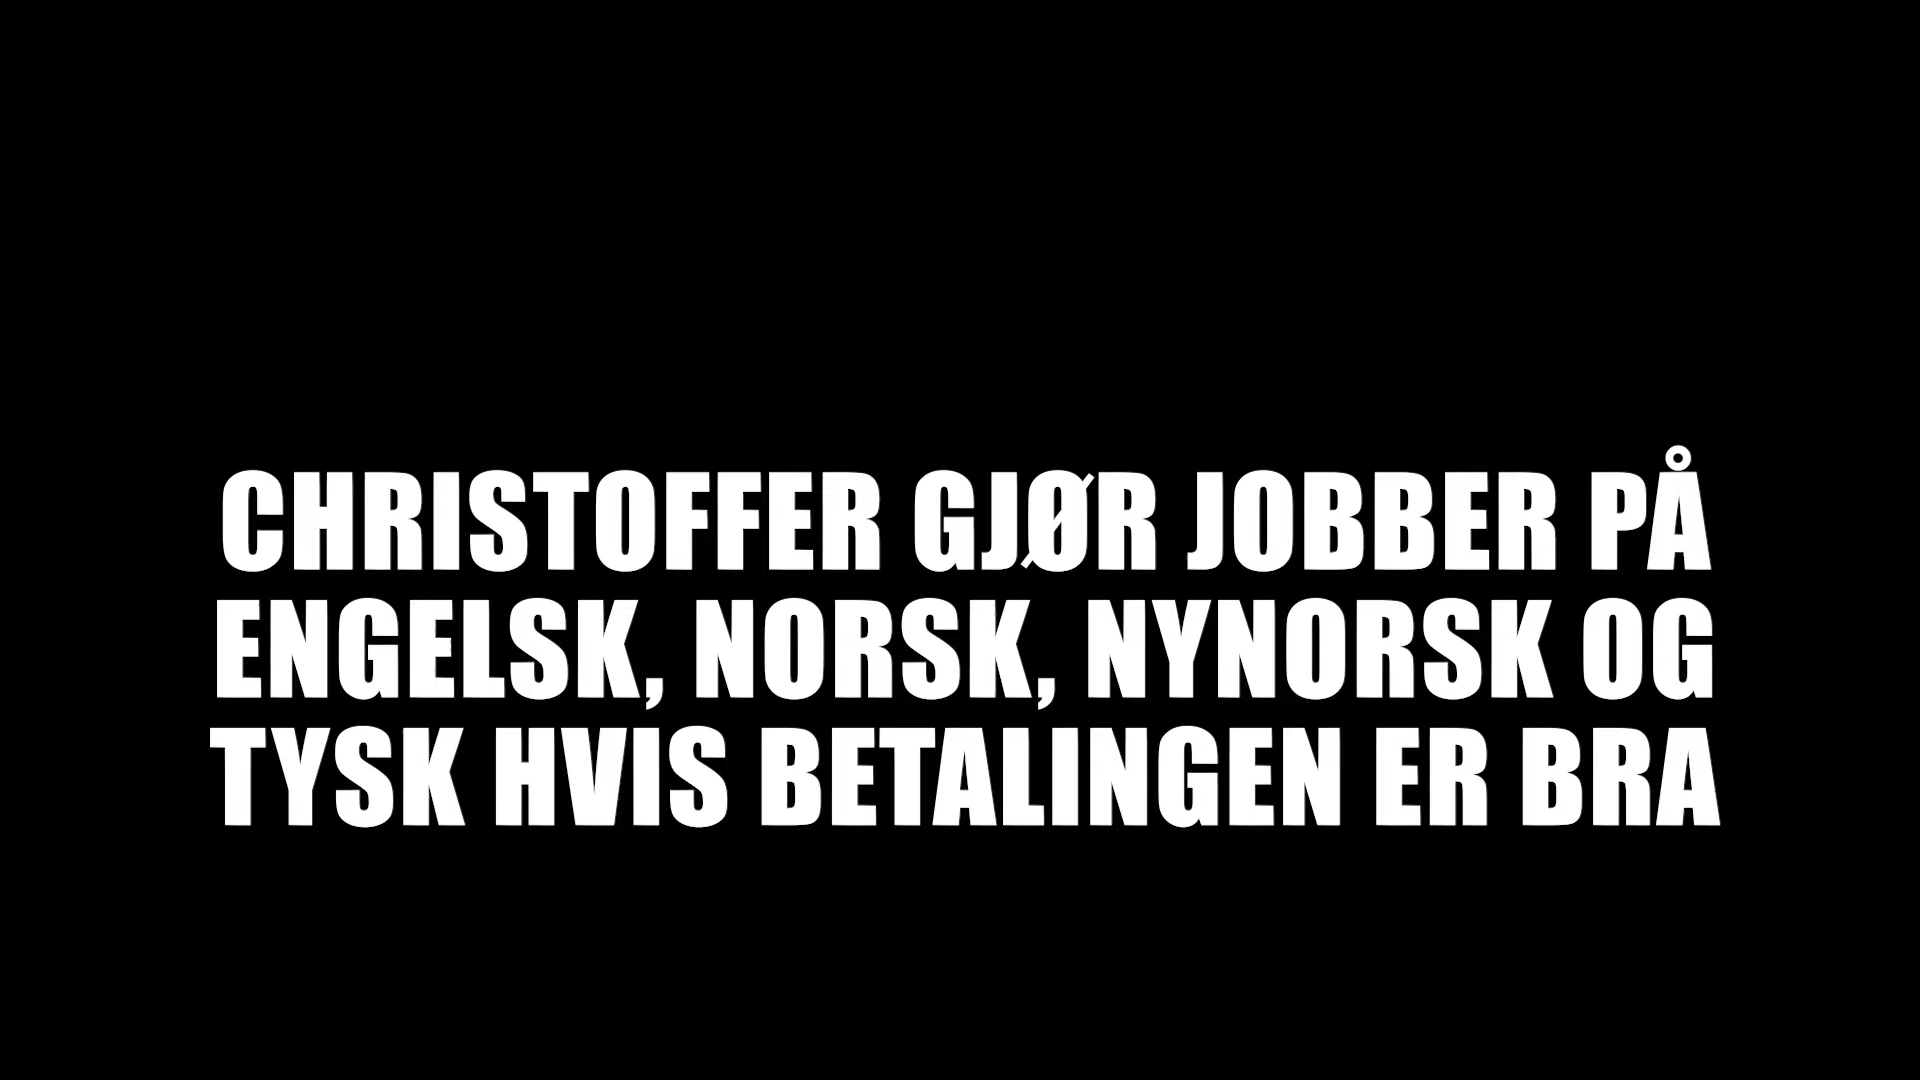 CHRISTOFFER GJØR JOBBER PÅ
ENGELSK, NORSK, NYNORSK OG
TYSK HVIS BETALINGEN ER BRA